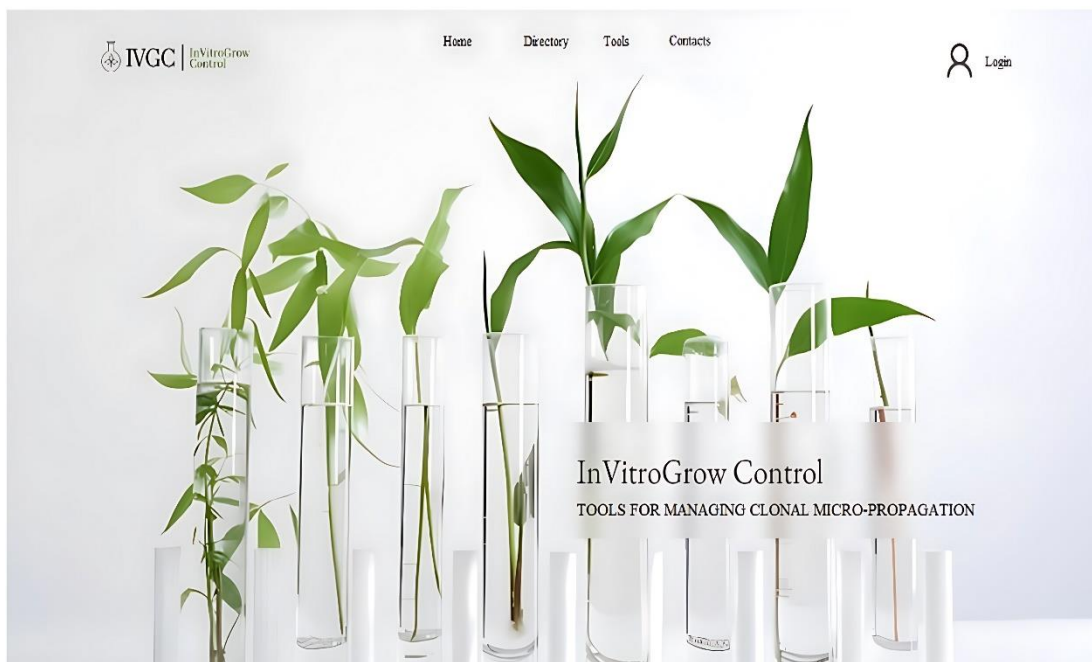 IVGC
InVitroGrow
Control
Home
Directory
Tools
Contacts
Login
InVitroGrow Control
TOOLS FOR MANAGING CLONAL MICRO-PROPAGATION